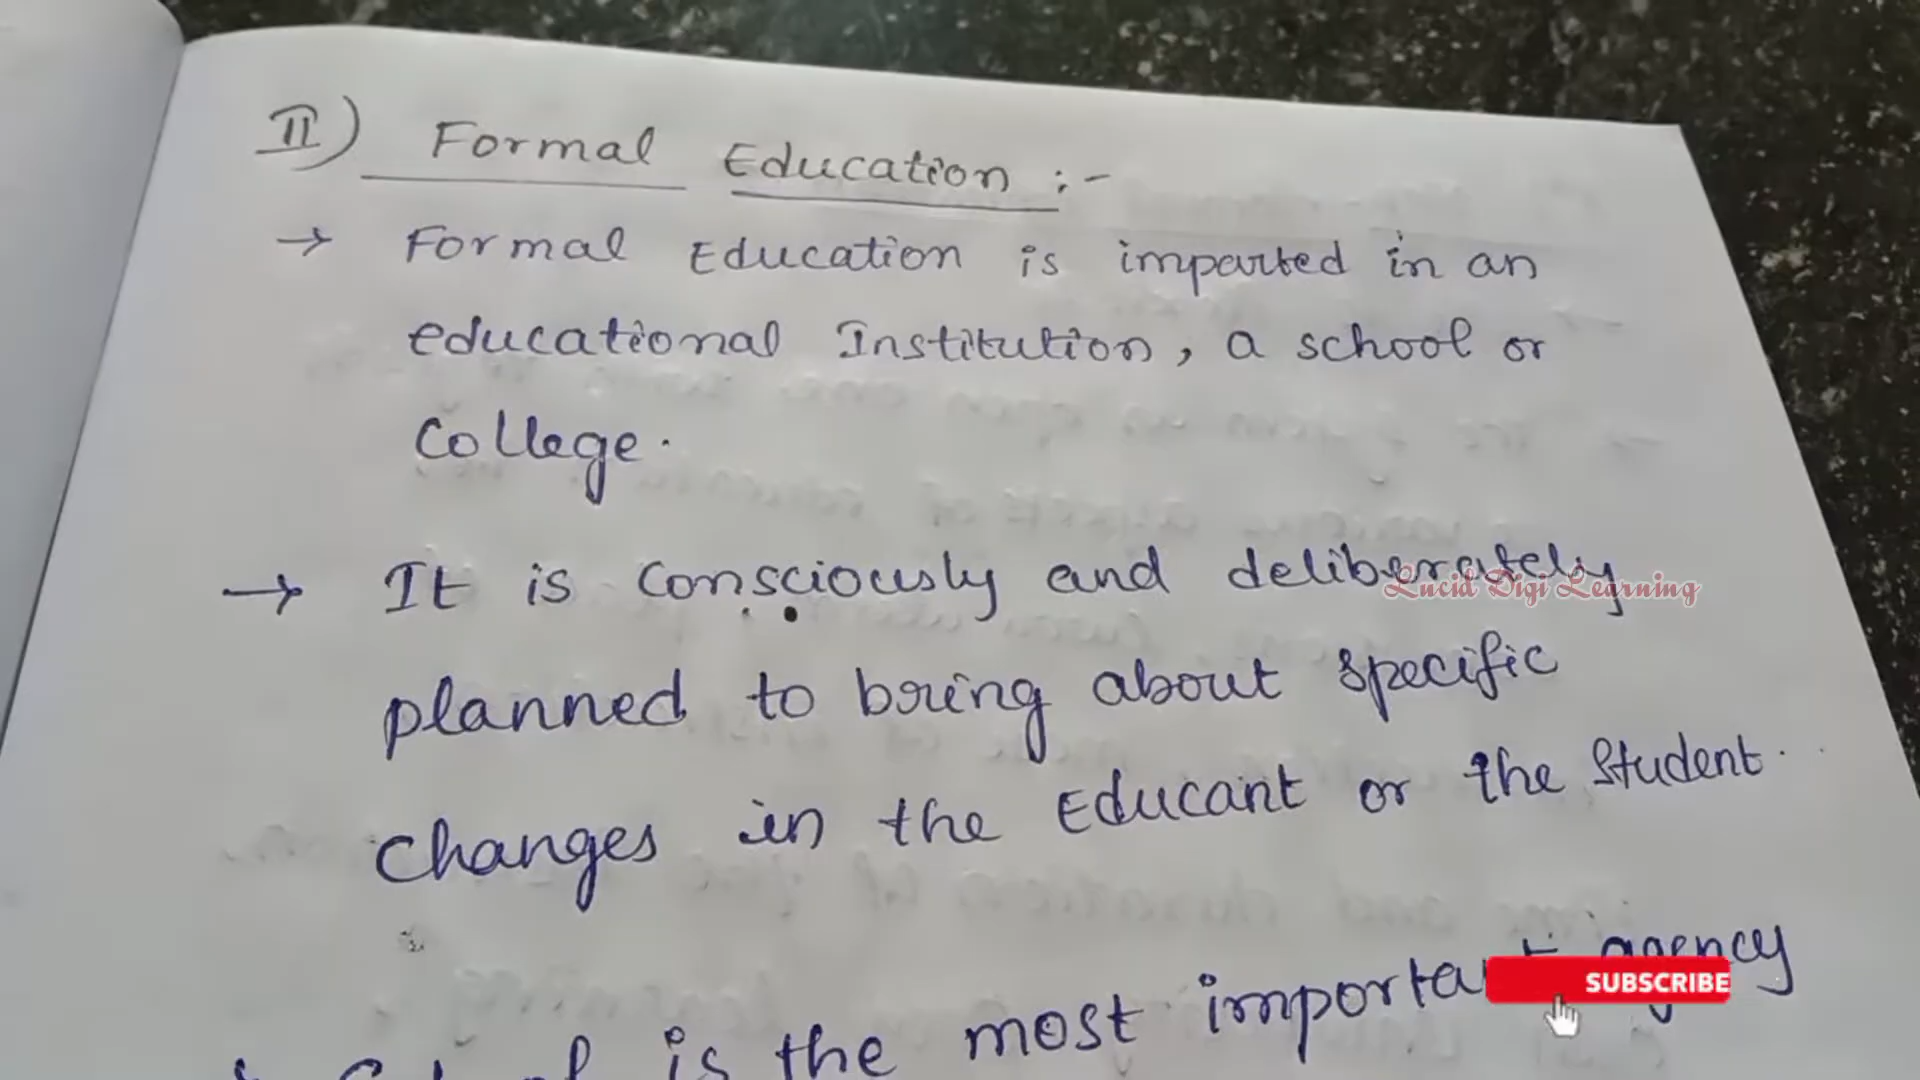 II) Formal Education :-
→ Formal Education is imparted in an
educational Institution, a school or
College.
→ It is consciously and deliberately
Lucid Digi Learning
planned to bring about specific
changes in the Educant or the Student.
is the most important agency
SUBSCRIBE